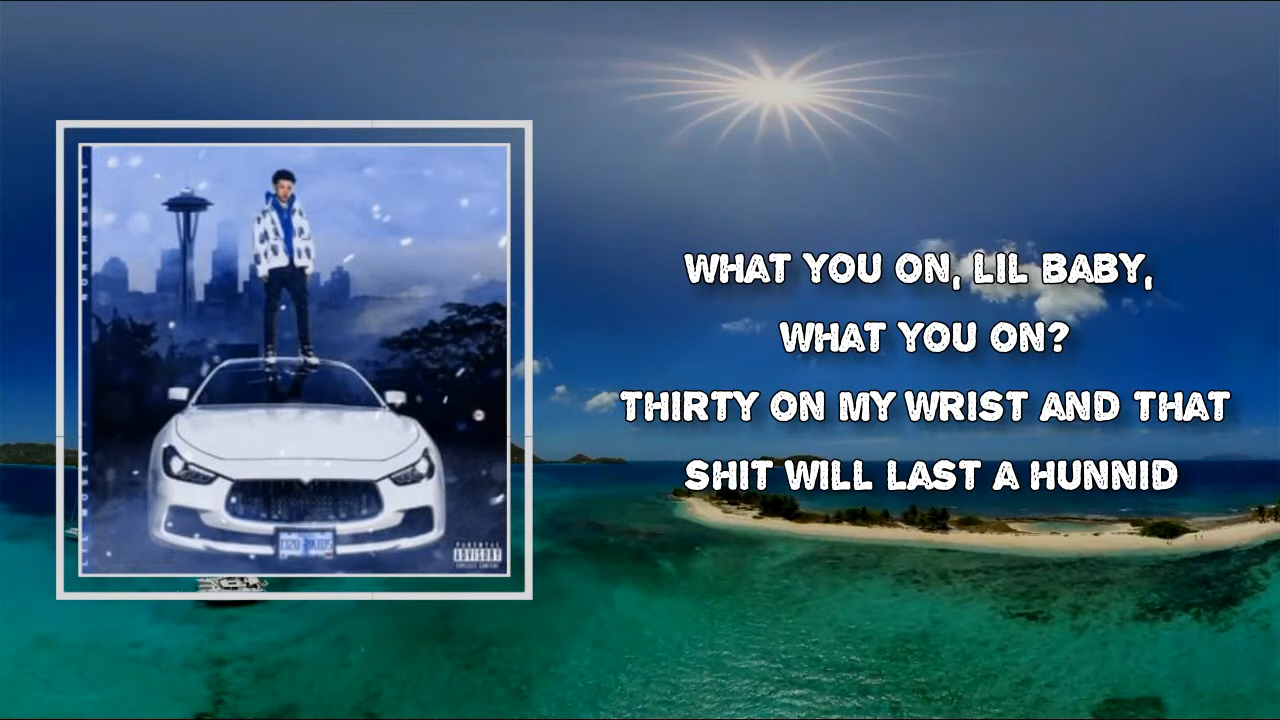 WHAT YOU ON, LIL BABY,
WHAT YOU ON?
THIRTY ON MY WRIST AND THAT
SHIT WILL LAST A HUNNID
PARENTAL
ADVISORY
EXPLICIT CONTENT